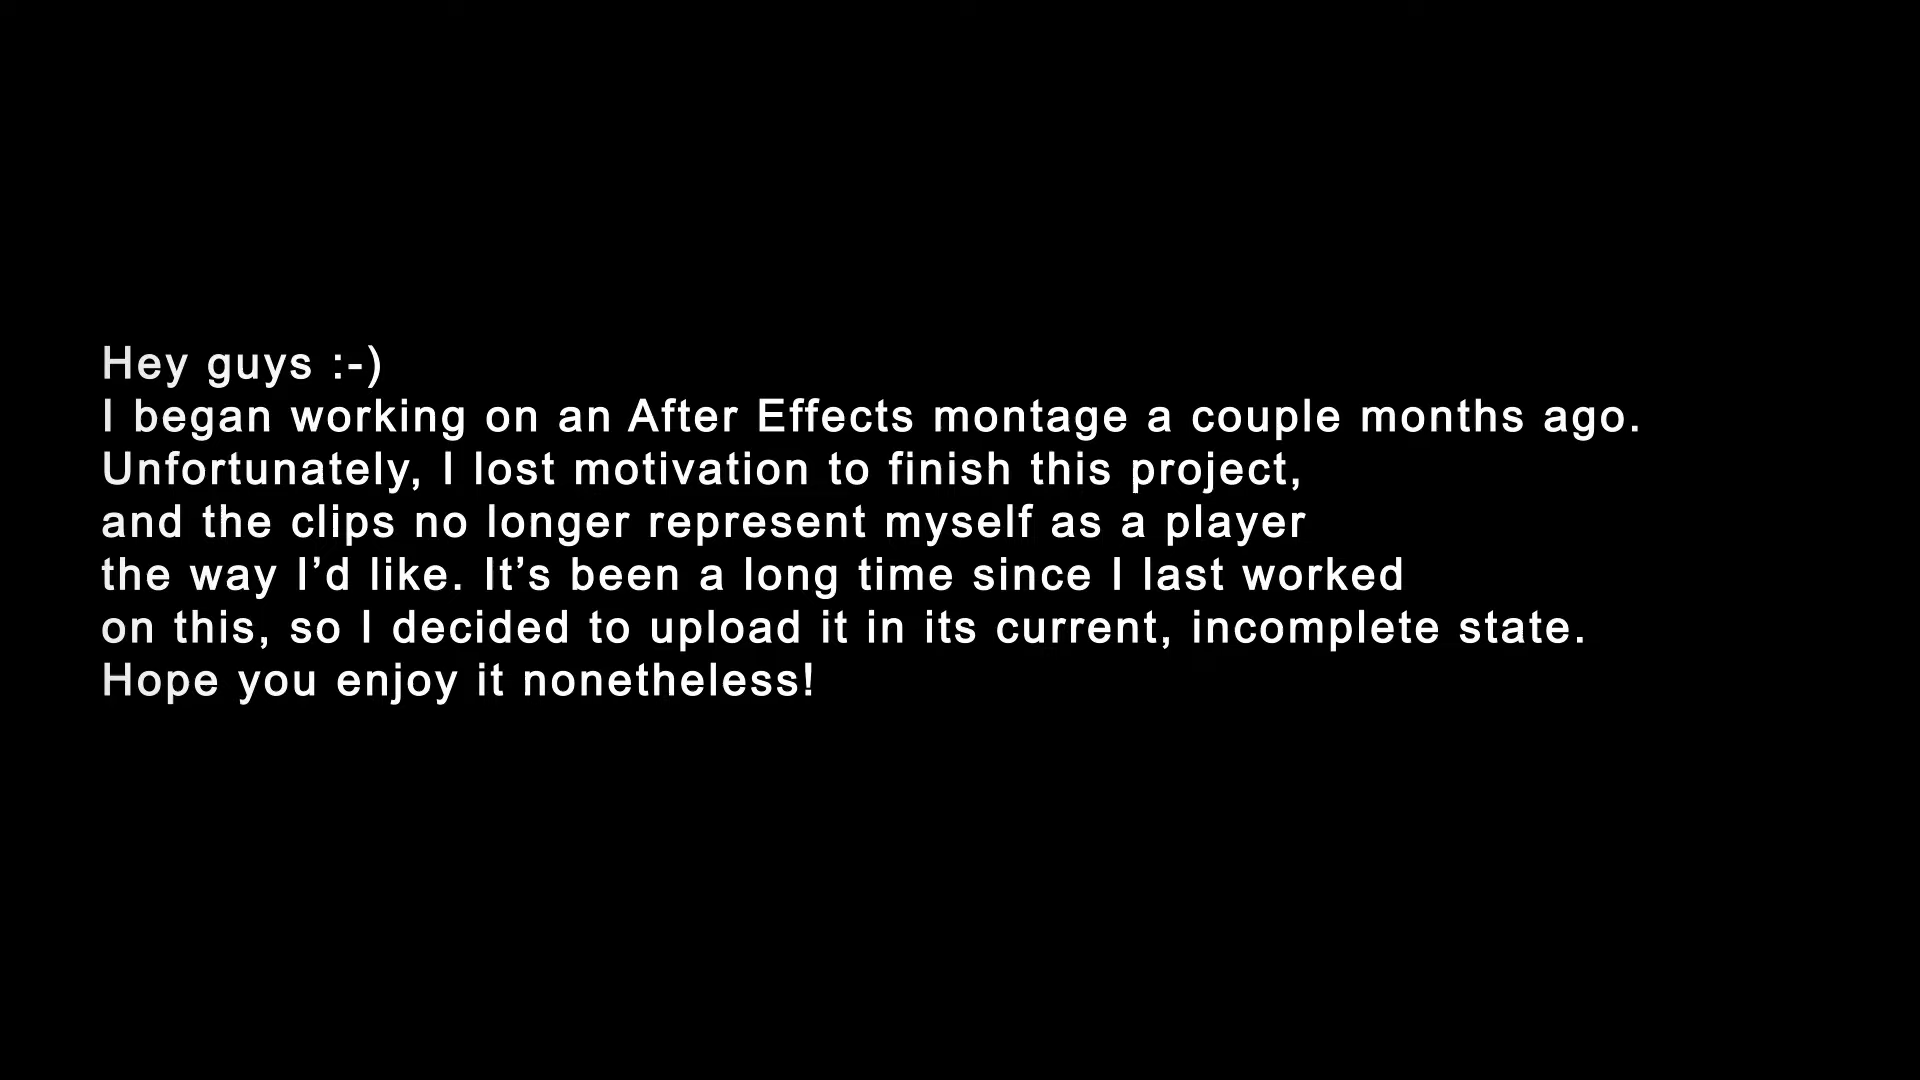 Hey guys :-)
I began working on an After Effects montage a couple months ago.
Unfortunately, I lost motivation to finish this project,
and the clips no longer represent myself as a player
the way I’d like. It’s been a long time since I last worked
on this, so I decided to upload it in its current, incomplete state.
Hope you enjoy it nonetheless!